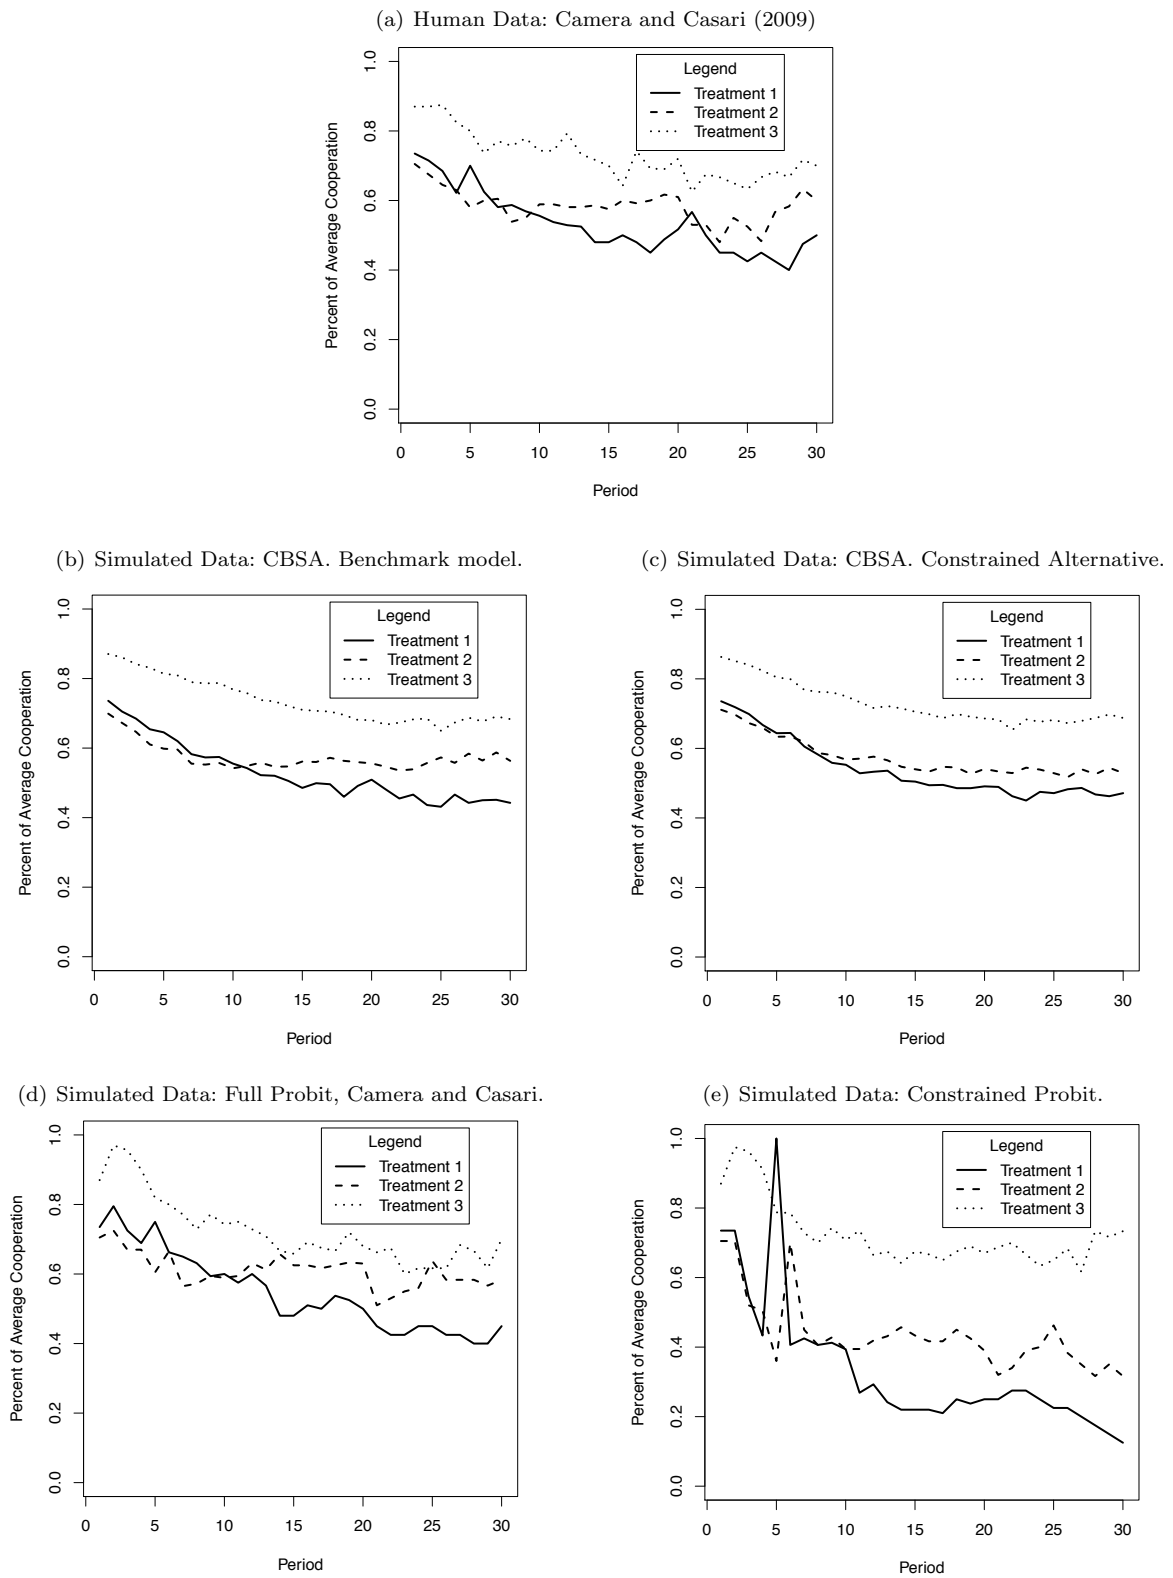 (a) Human Data: Camera and Casari (2009)
Legend
Treatment 1
Treatment 2
Treatment 3
Percent of Average Cooperation
0.0 0.2 0.4 0.6 0.8 1.0
0 5 10 15 20 25 30
Period
(b) Simulated Data: CBSA. Benchmark model.
Legend
Treatment 1
Treatment 2
Treatment 3
Percent of Average Cooperation
0.0 0.2 0.4 0.6 0.8 1.0
0 5 10 15 20 25 30
Period
(c) Simulated Data: CBSA. Constrained Alternative.
Legend
Treatment 1
Treatment 2
Treatment 3
Percent of Average Cooperation
0.0 0.2 0.4 0.6 0.8 1.0
0 5 10 15 20 25 30
Period
(d) Simulated Data: Full Probit, Camera and Casari.
Legend
Treatment 1
Treatment 2
Treatment 3
Percent of Average Cooperation
0.0 0.2 0.4 0.6 0.8 1.0
0 5 10 15 20 25 30
Period
(e) Simulated Data: Constrained Probit.
Legend
Treatment 1
Treatment 2
Treatment 3
Percent of Average Cooperation
0.0 0.2 0.4 0.6 0.8 1.0
0 5 10 15 20 25 30
Period